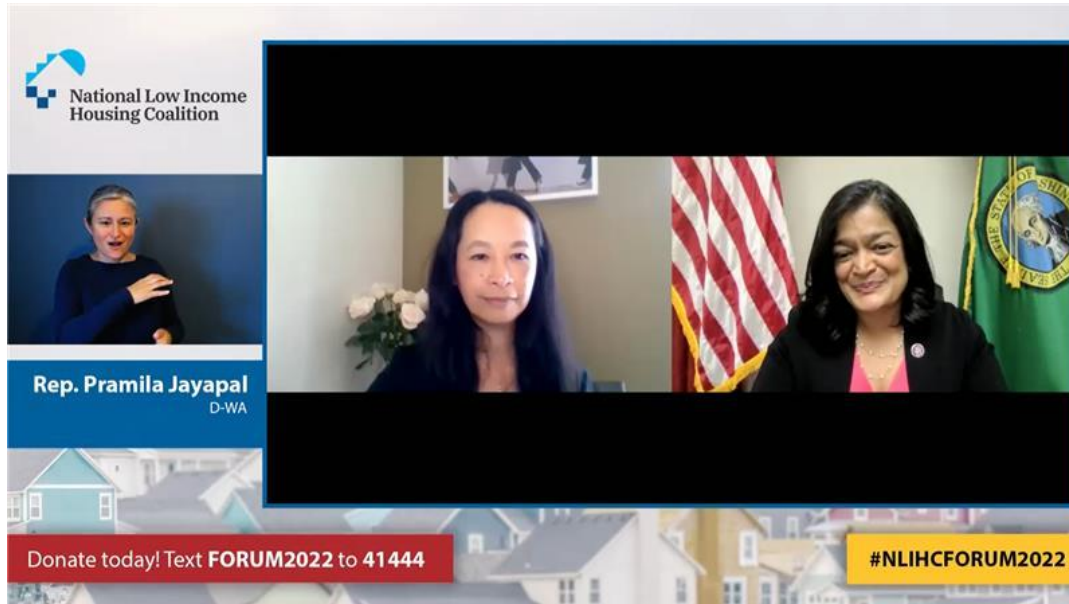 National Low Income
Housing Coalition
Rep. Pramila Jayapal
D-WA
Donate today! Text FORUM2022 to 41444
#NLIHCFORUM2022